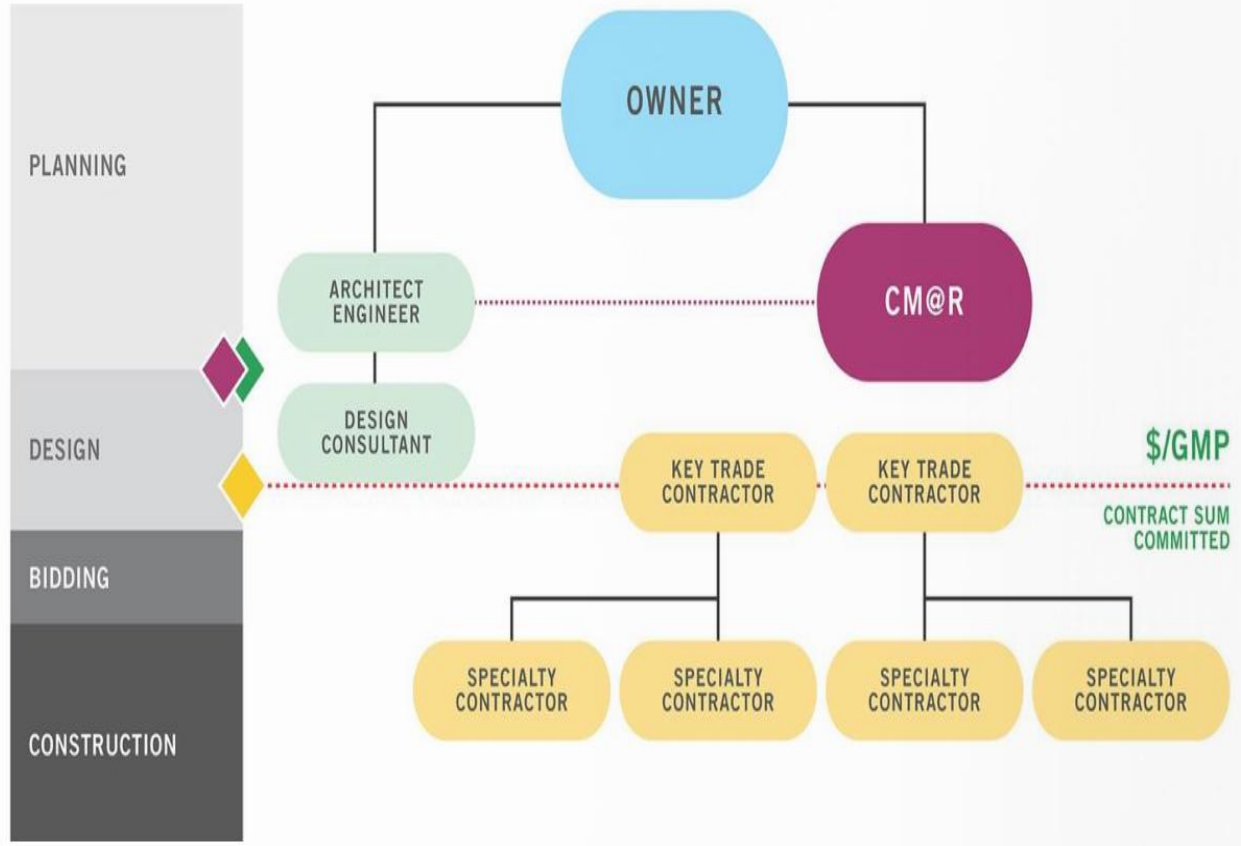 OWNER
PLANNING
ARCHITECT
ENGINEER
CM@R
DESIGN
CONSULTANT
DESIGN
KEY TRADE
CONTRACTOR
KEY TRADE
CONTRACTOR
$/GMP
CONTRACT SUM
COMMITTED
BIDDING
SPECIALTY
CONTRACTOR
SPECIALTY
CONTRACTOR
SPECIALTY
CONTRACTOR
SPECIALTY
CONTRACTOR
CONSTRUCTION